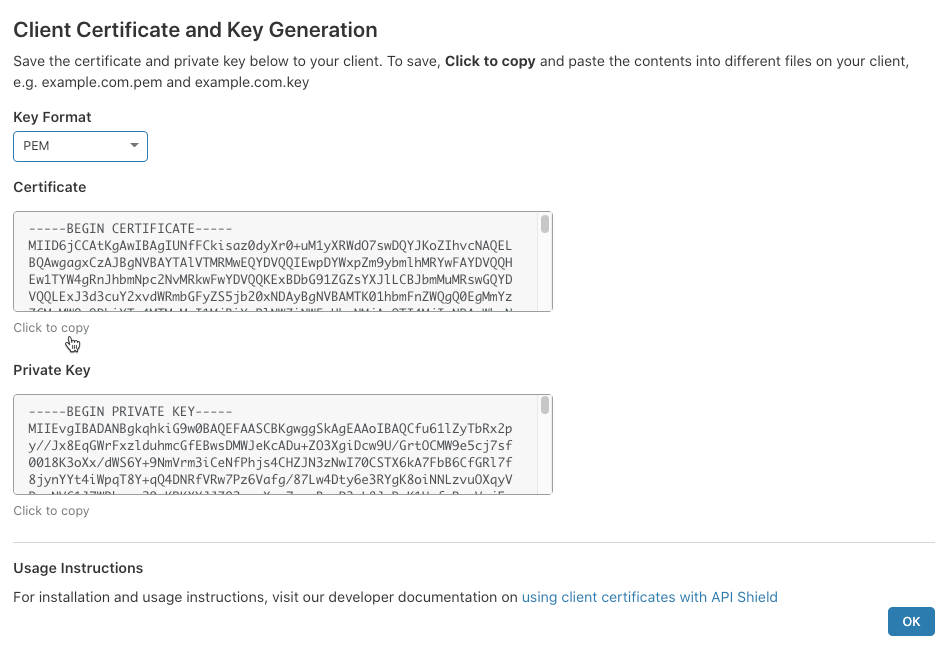 Client Certificate and Key Generation
Save the certificate and private key below to your client. To save, Click to copy and paste the contents into different files on your client,
e.g. example.com.pem and example.com.key
Key Format
PEM
Certificate
-----BEGIN CERTIFICATE-----
MIID6jCCAtKgAwIBAgIUNfFCkisaz0dyXr0+uM1yXRWdO7swDQYJKoZIhvcNAQEL
BQAwgagxCzAJBgNVBAYTAlVTMRMwEQYDVQQIEwpDYWxpZm9ybmlhMRYwFAYDVQQH
Ew1TYW4gRnJhbmNpc2NvMRkwFwYDVQQKExBDbG91ZGZsYXJlLCBJbmMuMRswGQYD
VQQLExJ3d3cuY2xvdWRmbGFyZS5jb20xNDAyBgNVBAMTK01hbmFnZWQgQ0EgMmYz
Click to copy
Private Key
-----BEGIN PRIVATE KEY-----
MIIEvgIBADANBgkqhkiG9w0BAQEFAASCBKgwggSkAgEAAoIBAQCfu61lZyTbRx2p
y//Jx8EqGWrFxzlduhmcGfEBwsDMWJeKcADu+ZO3XgiDcw9U/GrtOCMW9e5cj7sf
0018K3oXx/dWS6Y+9NmVrm3iCeNfPhjs4CHZJN3zNwI70CSTX6kA7FbB6CfGRl7f
8jynYYt4iWpqT8Y+qQ4DNRfVRw7Pz6Vafg/87Lw4Dty6e3RYgK8oiNNLzvuOXqyV
Click to copy
Usage Instructions
For installation and usage instructions, visit our developer documentation on using client certificates with API Shield
OK